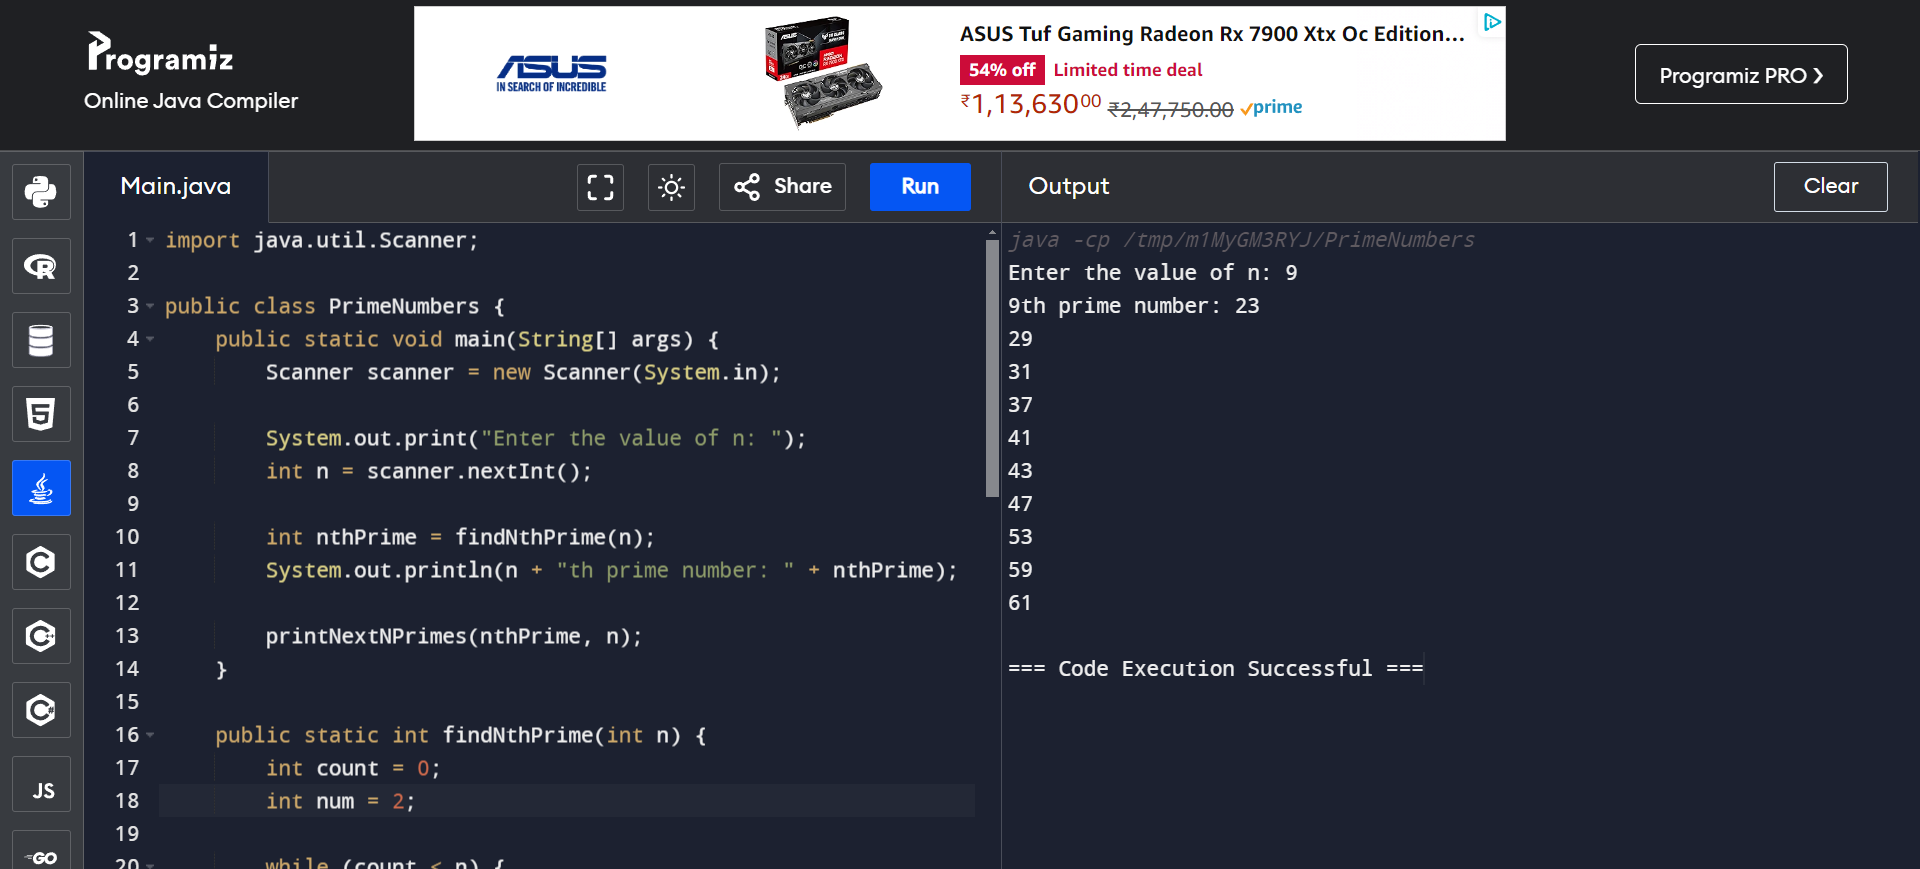 Programiz
Online Java Compiler
ASUS
IN SEARCH OF INCREDIBLE
ASUS Tuf Gaming Radeon Rx 7900 Xtx Oc Edition...
54% off Limited time deal
₹1,13,63000 ₹2,47,750.00 prime
Programiz PRO ❯
Main.java
Share
Run
Output
Clear
1 import java.util.Scanner;
2
3 public class PrimeNumbers {
4     public static void main(String[] args) {
5         Scanner scanner = new Scanner(System.in);
6
7         System.out.print("Enter the value of n: ");
8         int n = scanner.nextInt();
9
10         int nthPrime = findNthPrime(n);
11         System.out.println(n + "th prime number: " + nthPrime);
12
13         printNextNPrimes(nthPrime, n);
14     }
15
16     public static int findNthPrime(int n) {
17         int count = 0;
18         int num = 2;
19
20         while (count < n) {
java -cp /tmp/m1MyGM3RYJ/PrimeNumbers
Enter the value of n: 9
9th prime number: 23
29
31
37
41
43
47
53
59
61
=== Code Execution Successful ===
R
5
C
C++
C#
JS
GO